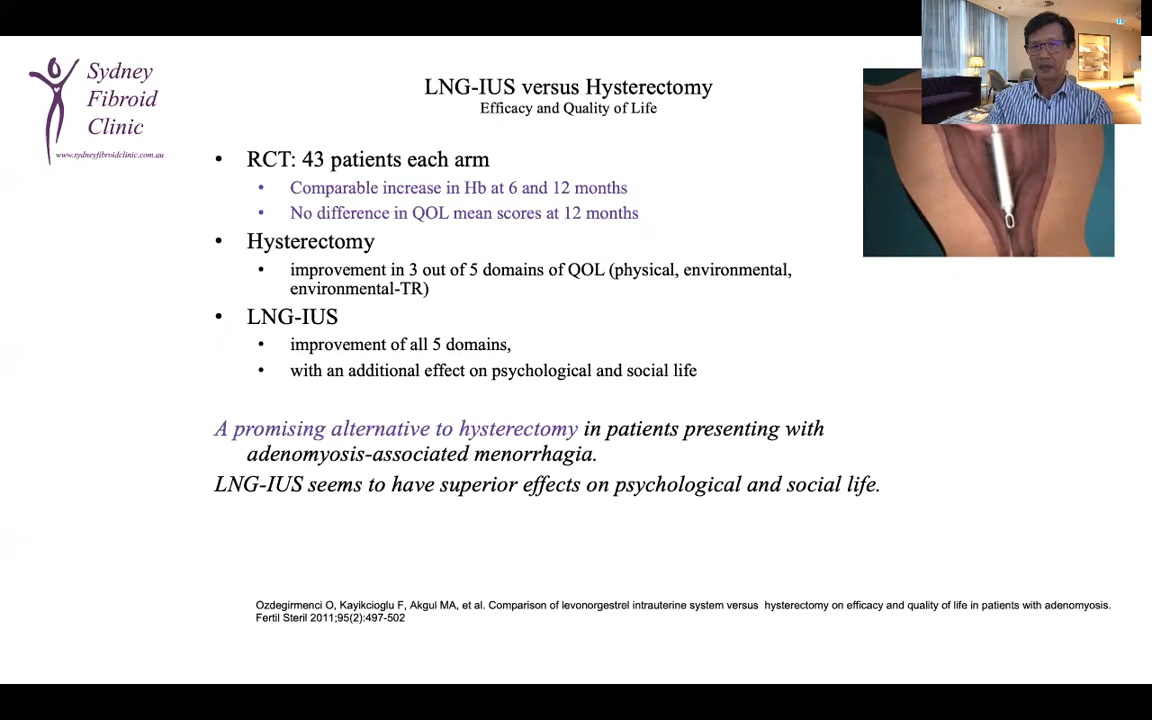 Sydney
Fibroid
Clinic
www.sydneyfibroidclinic.com.au
LNG-IUS versus Hysterectomy
Efficacy and Quality of Life
• RCT: 43 patients each arm
• Comparable increase in Hb at 6 and 12 months
• No difference in QOL mean scores at 12 months
• Hysterectomy
• improvement in 3 out of 5 domains of QOL (physical, environmental,
environmental-TR)
• LNG-IUS
• improvement of all 5 domains,
• with an additional effect on psychological and social life
A promising alternative to hysterectomy in patients presenting with
adenomyosis-associated menorrhagia.
LNG-IUS seems to have superior effects on psychological and social life.
Ozdegirmenci O, Kayikcioglu F, Akgul MA, et al. Comparison of levonorgestrel intrauterine system versus hysterectomy on efficacy and quality of life in patients with adenomyosis.
Fertil Steril 2011;95(2):497-502